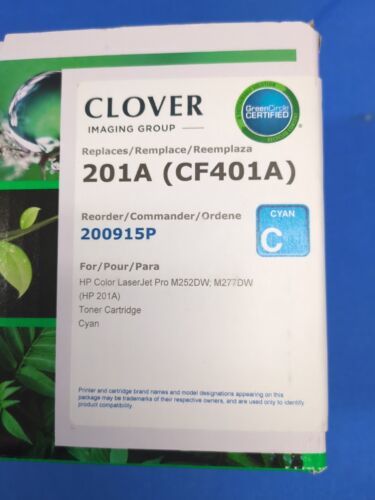 CLOVER
IMAGING GROUP
GreenCircle
CERTIFIED
Replaces/Remplace/Reemplaza
201A (CF401A)
Reorder/Commander/Ordene
200915P
CYAN
C
For/Pour/Para
HP Color LaserJet Pro M252DW; M277DW
(HP 201A)
Toner Cartridge
Cyan
Printer and cartridge brand names and model designations appearing on this
package may be trademarks of their respective owners, and are used only to identify
product compatibility.